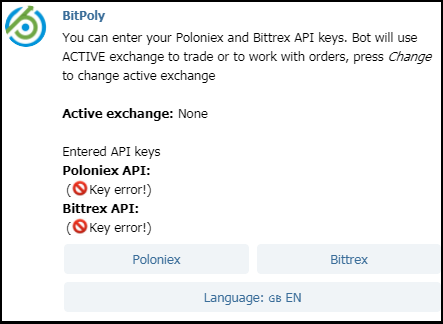 BitPoly
You can enter your Poloniex and Bittrex API keys. Bot will use
ACTIVE exchange to trade or to work with orders, press Change
to change active exchange
Active exchange: None
Entered API keys
Poloniex API:
(🚫Key error!)
Bittrex API:
(🚫Key error!)
Poloniex
Bittrex
Language: GB EN